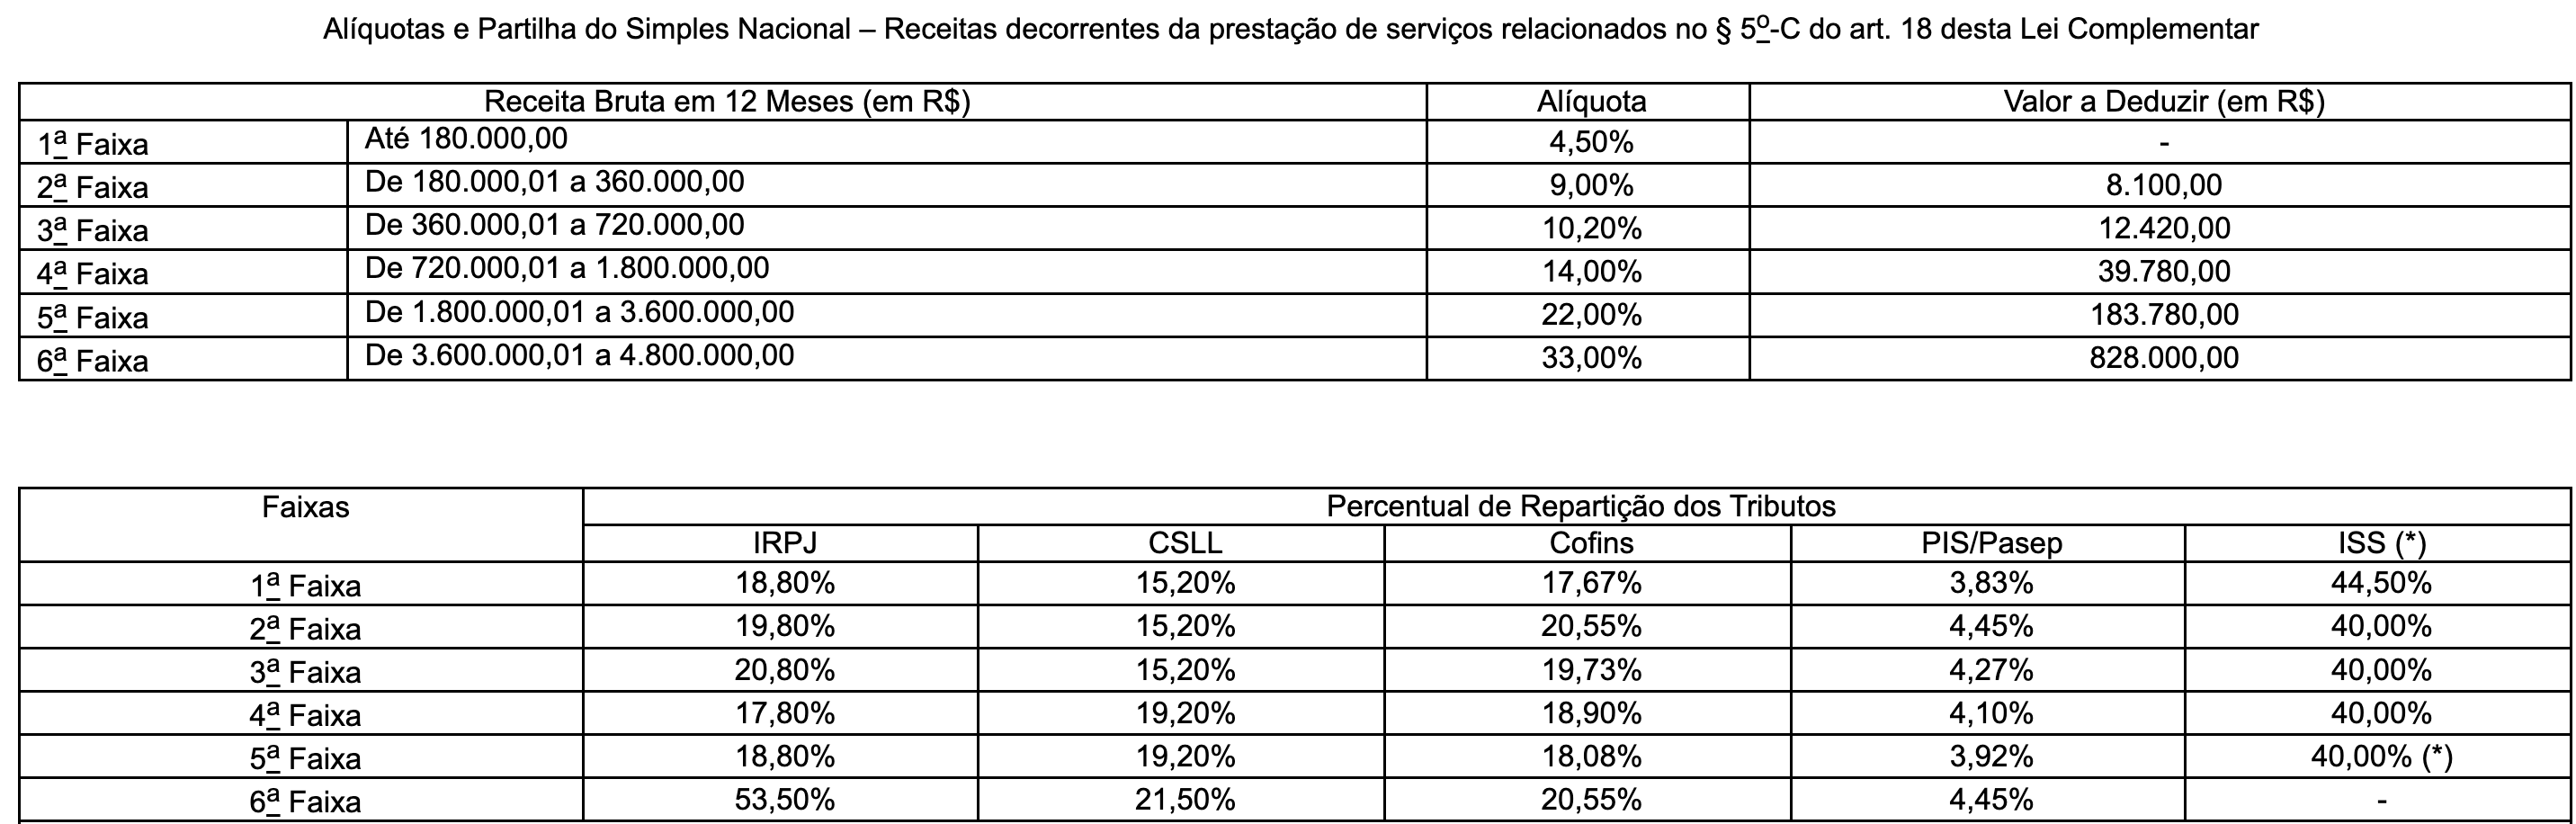 Alíquotas e Partilha do Simples Nacional – Receitas decorrentes da prestação de serviços relacionados no § 5º-C do art. 18 desta Lei Complementar
Receita Bruta em 12 Meses (em R$) Alíquota Valor a Deduzir (em R$)
1ª Faixa Até 180.000,00 4,50% -
2ª Faixa De 180.000,01 a 360.000,00 9,00% 8.100,00
3ª Faixa De 360.000,01 a 720.000,00 10,20% 12.420,00
4ª Faixa De 720.000,01 a 1.800.000,00 14,00% 39.780,00
5ª Faixa De 1.800.000,01 a 3.600.000,00 22,00% 183.780,00
6ª Faixa De 3.600.000,01 a 4.800.000,00 33,00% 828.000,00
Faixas Percentual de Repartição dos Tributos
IRPJ CSLL Cofins PIS/Pasep ISS (*)
1ª Faixa 18,80% 15,20% 17,67% 3,83% 44,50%
2ª Faixa 19,80% 15,20% 20,55% 4,45% 40,00%
3ª Faixa 20,80% 15,20% 19,73% 4,27% 40,00%
4ª Faixa 17,80% 19,20% 18,90% 4,10% 40,00%
5ª Faixa 18,80% 19,20% 18,08% 3,92% 40,00% (*)
6ª Faixa 53,50% 21,50% 20,55% 4,45% -